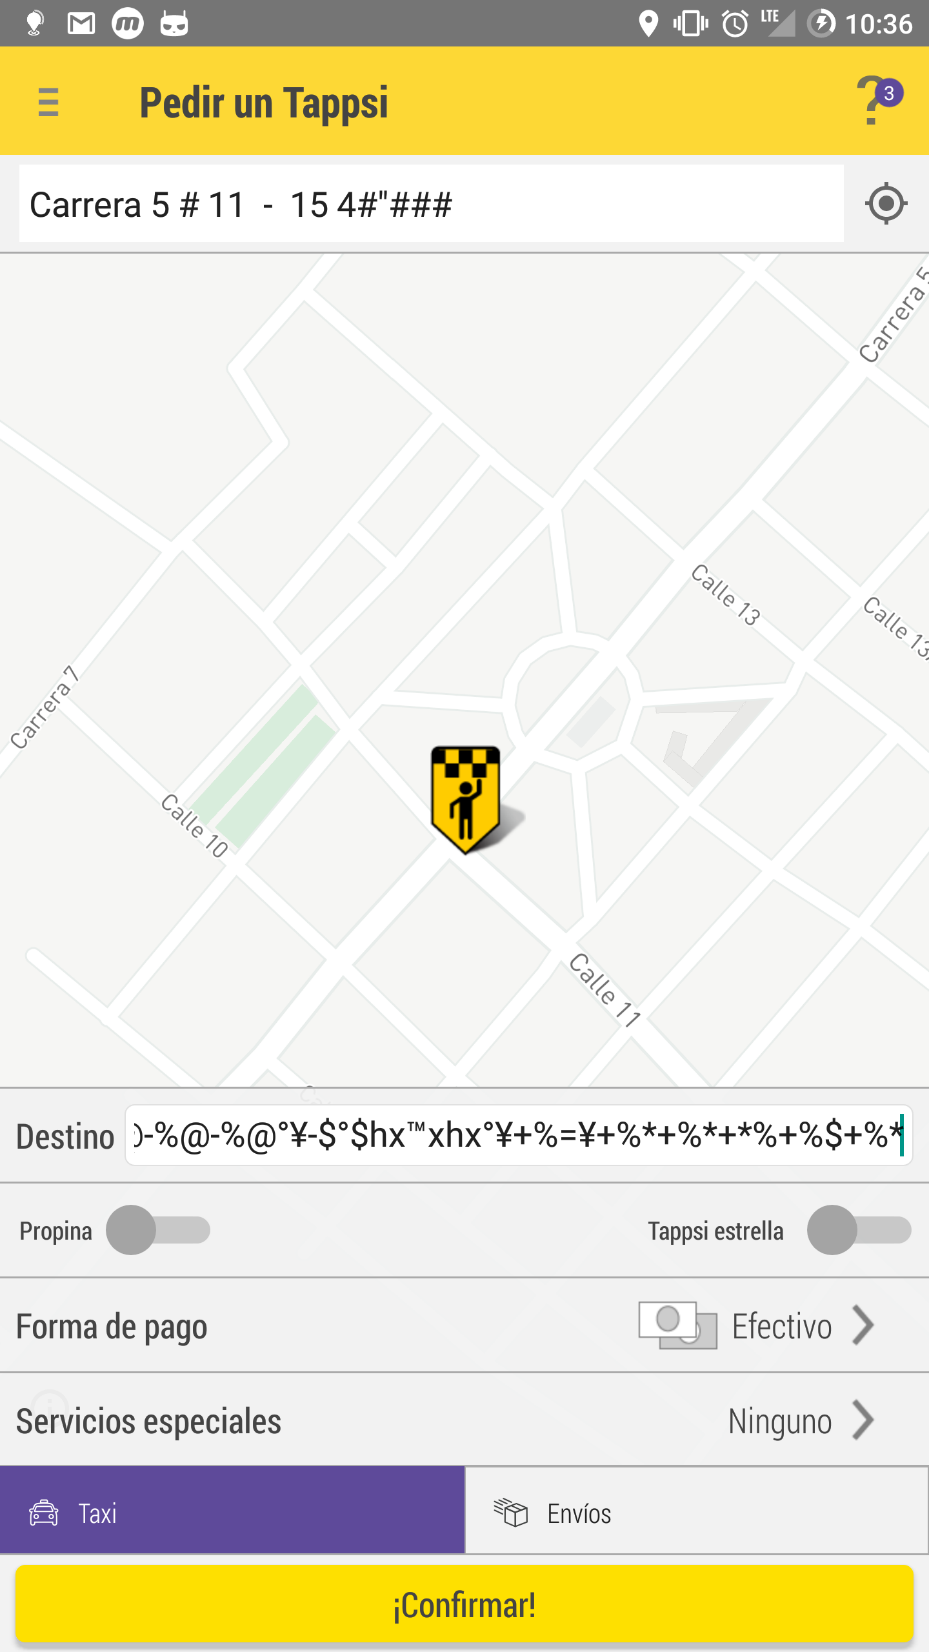 LTE 10:36
Pedir un Tappsi
3
Carrera 5 # 11 - 15 4#"###
Carrera 5
Calle 13
Calle 13
Carrera 7
Calle 10
Calle 11
Destino )-%@-%@°¥-$°$hx™xhx°¥+%=¥+%*+%*+*%+%$+%*
Propina Tappsi estrella
Forma de pago Efectivo
Servicios especiales Ninguno
Taxi Envíos
¡Confirmar!